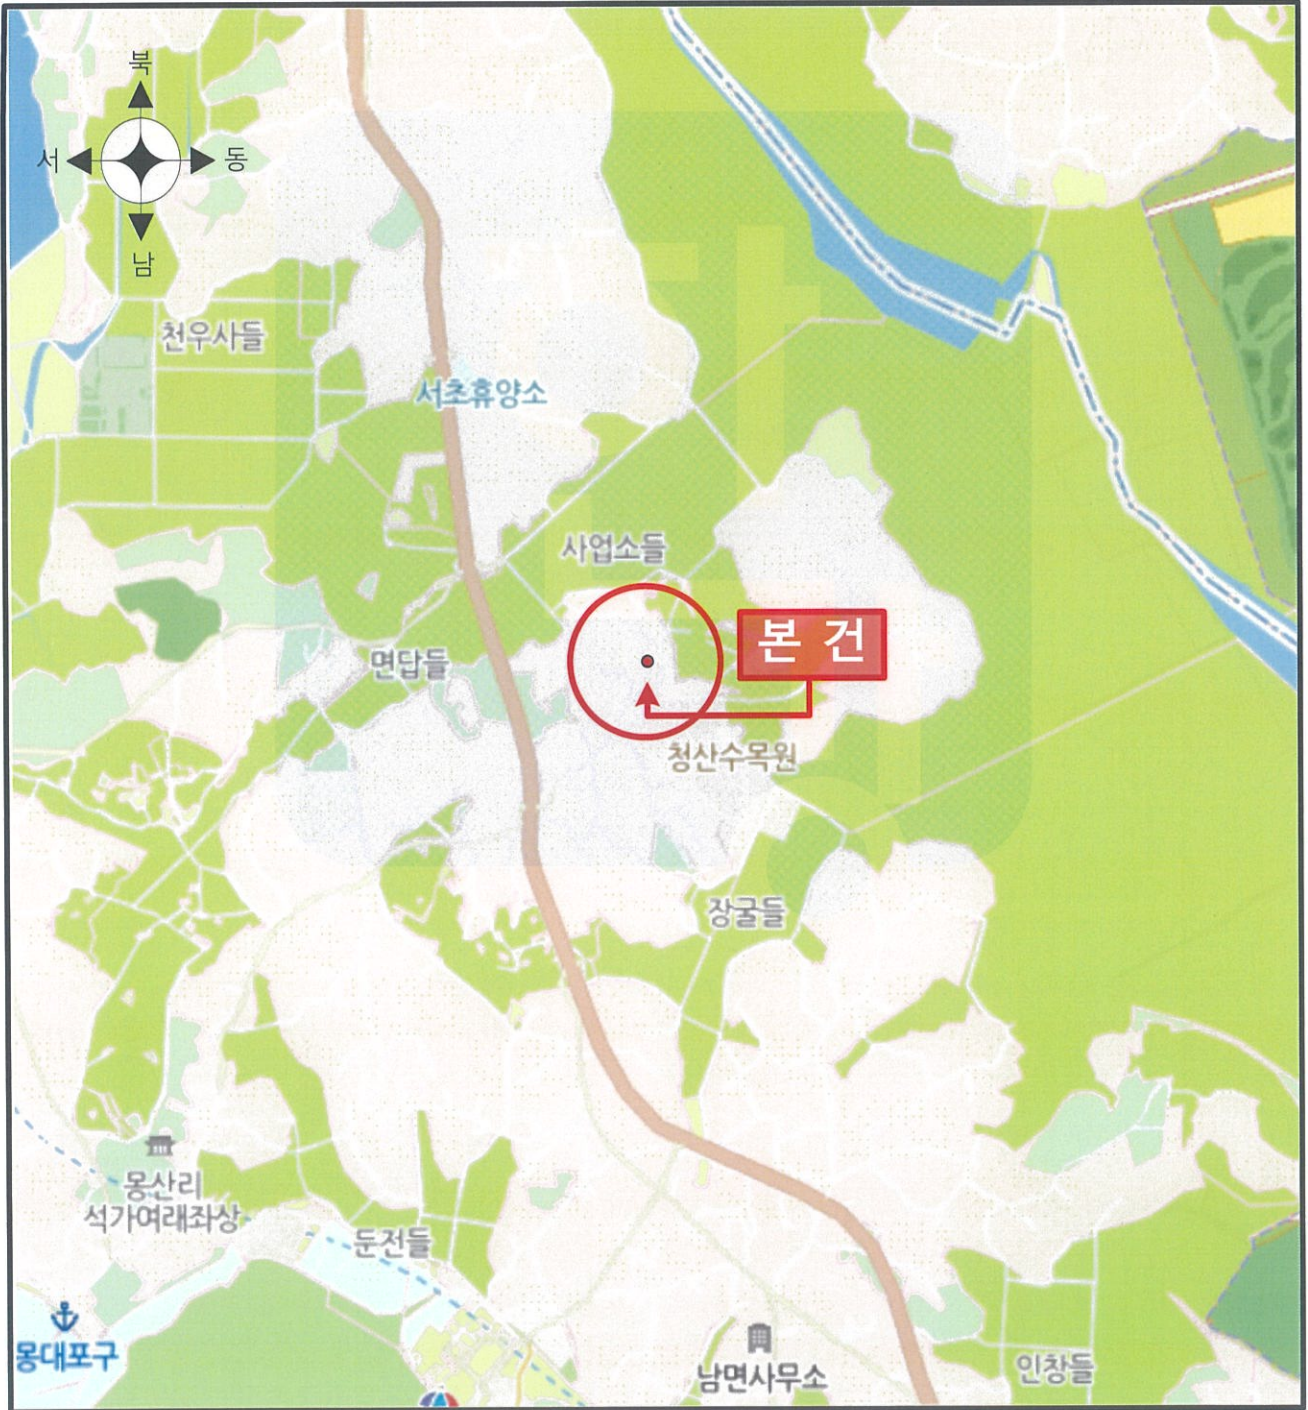 북
서
동
남
천우사들
서초휴양소
사업소들
본 건
면답들
청산수목원
장굴들
몽산리
석가여래좌상
둔전들
몽대포구
남면사무소
인창들